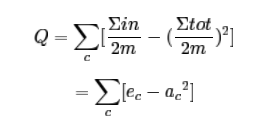 Q = ∑_c [Σin/2m − (Σtot/2m)²]
= ∑_c [e_c − a_c²]